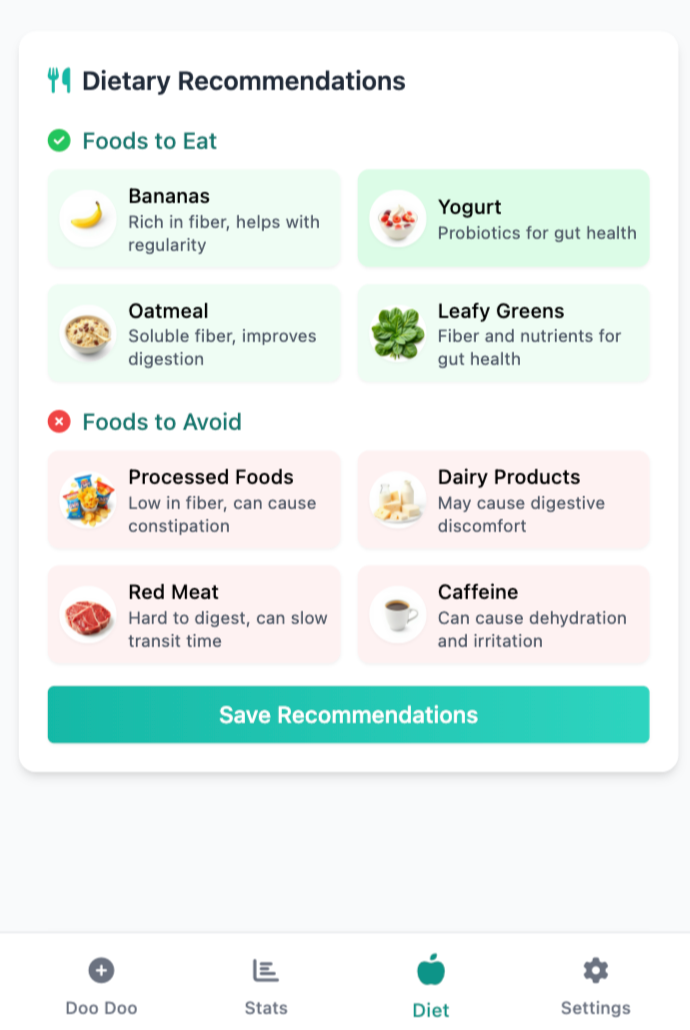 Dietary Recommendations
Foods to Eat
Bananas
Rich in fiber, helps with
regularity
Yogurt
Probiotics for gut health
Oatmeal
Soluble fiber, improves
digestion
Leafy Greens
Fiber and nutrients for
gut health
Foods to Avoid
Processed Foods
Low in fiber, can cause
constipation
Dairy Products
May cause digestive
discomfort
Red Meat
Hard to digest, can slow
transit time
Caffeine
Can cause dehydration
and irritation
Save Recommendations
Doo Doo
Stats
Diet
Settings